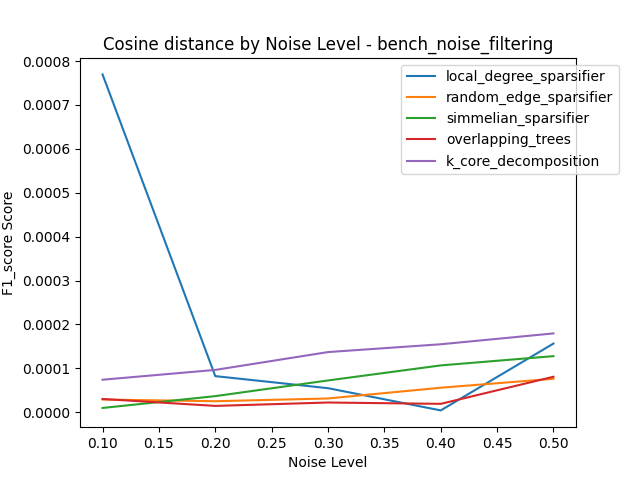 Cosine distance by Noise Level - bench_noise_filtering
0.0008
0.0007
0.0006
0.0005
0.0004
0.0003
0.0002
0.0001
0.0000
F1_score Score
local_degree_sparsifier
random_edge_sparsifier
simmelian_sparsifier
overlapping_trees
k_core_decomposition
0.10 0.15 0.20 0.25 0.30 0.35 0.40 0.45 0.50
Noise Level